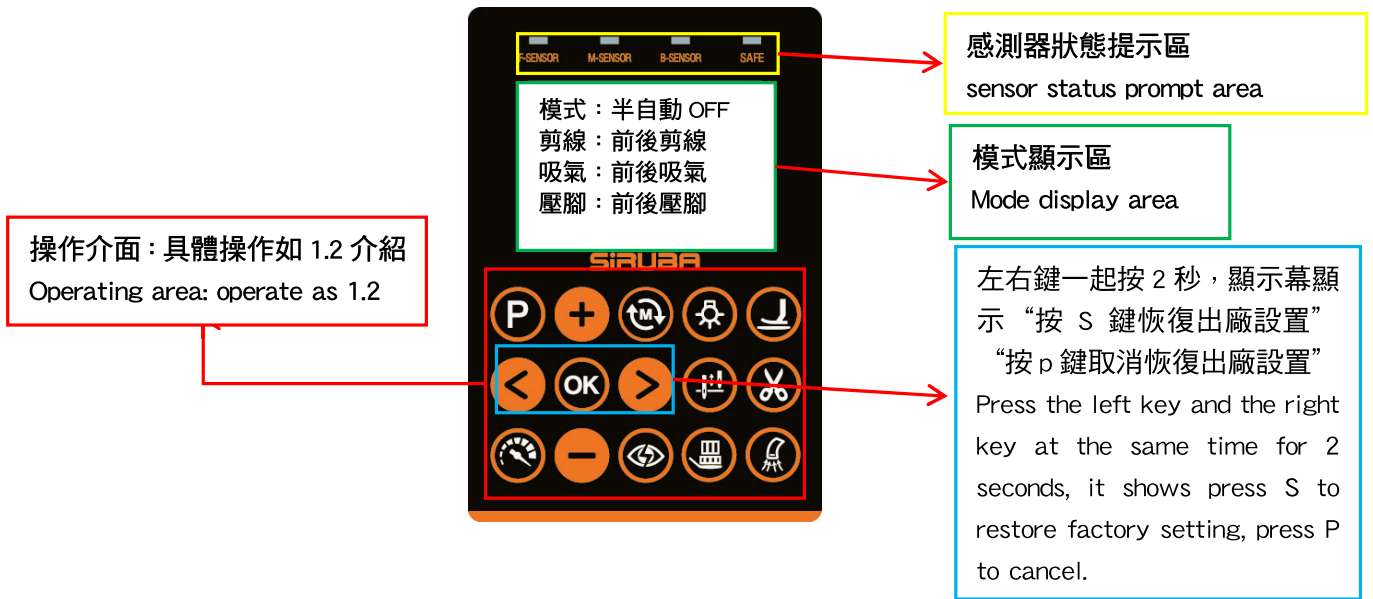 F-SENSOR M-SENSOR B-SENSOR SAFE
模式：半自動 OFF
剪線：前後剪線
吸氣：前後吸氣
壓腳：前後壓腳
SIRUBA
P
M
OK
感測器狀態提示區
sensor status prompt area
模式顯示區
Mode display area
操作介面：具體操作如 1.2 介紹
Operating area: operate as 1.2
左右鍵一起按 2 秒，顯示幕顯
示“按 S 鍵恢復出廠設置”
“按 p 鍵取消恢復出廠設置”
Press the left key and the right
key at the same time for 2
seconds, it shows press S to
restore factory setting, press P
to cancel.